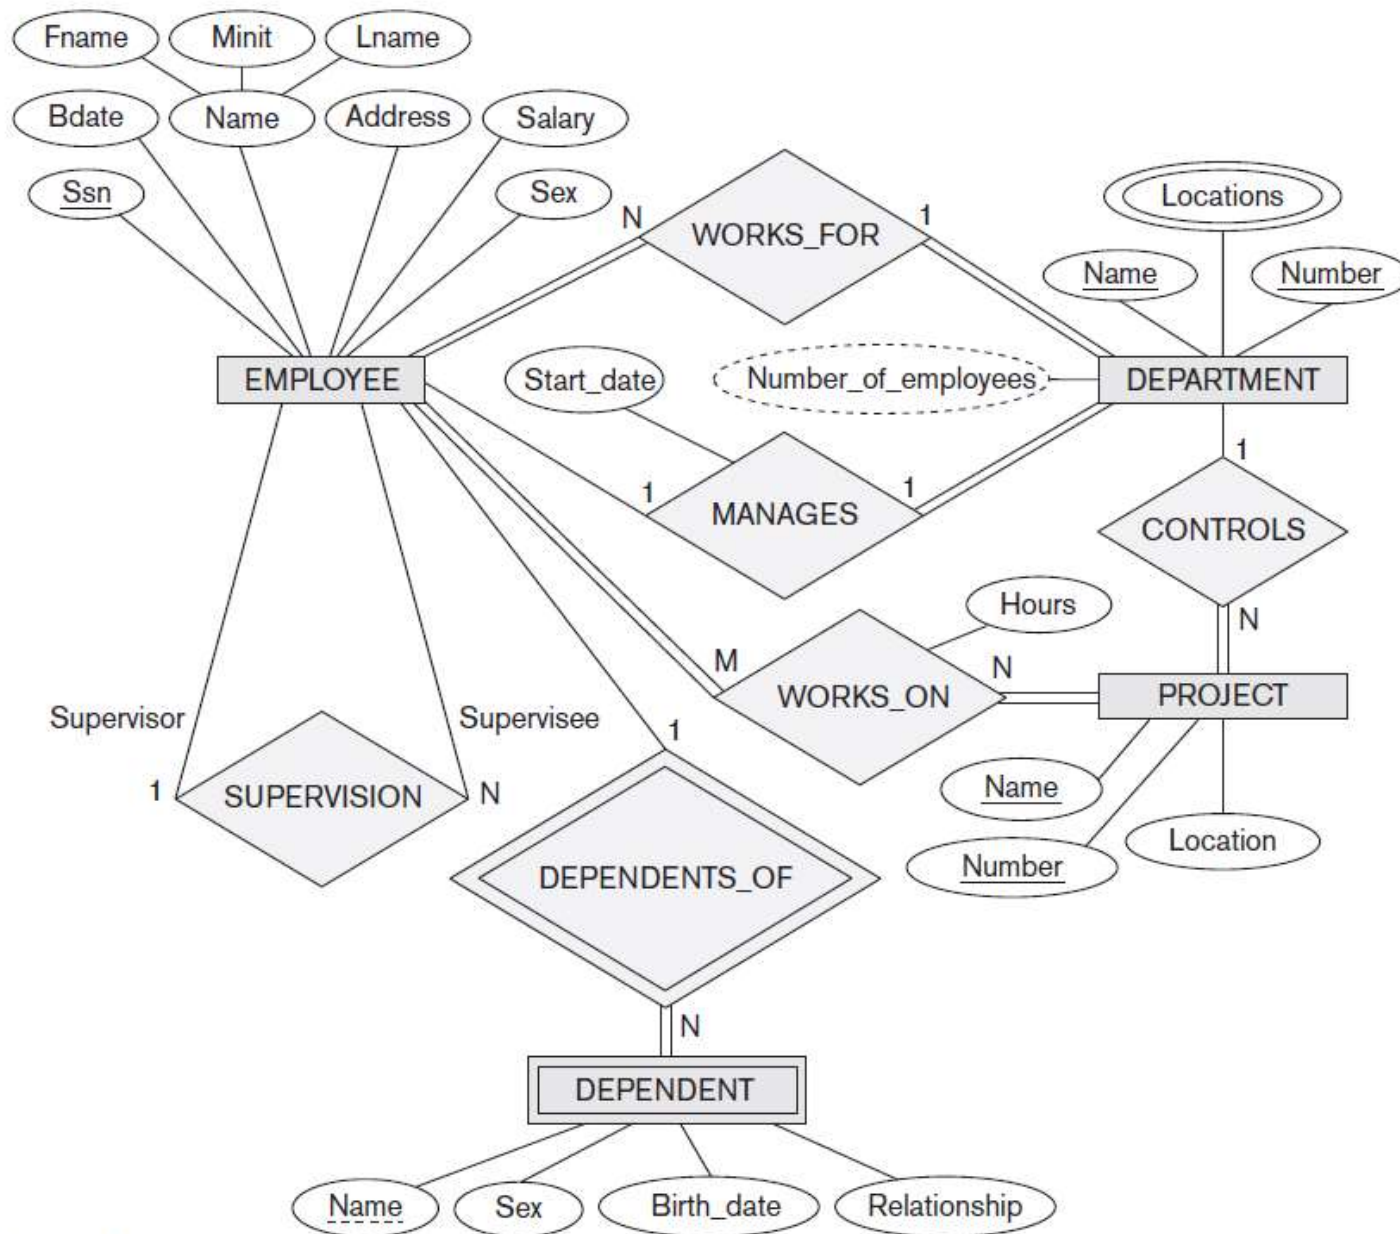 Fname Minit Lname
Bdate Name Address Salary
Ssn Sex
N WORKS_FOR 1
Locations
Name Number
EMPLOYEE Start_date Number_of_employees DEPARTMENT
1 MANAGES 1
1
CONTROLS
N
Hours
M WORKS_ON N PROJECT
Supervisor Supervisee
1 SUPERVISION N
1
Name
Number
Location
DEPENDENTS_OF
N
DEPENDENT
Name Sex Birth_date Relationship